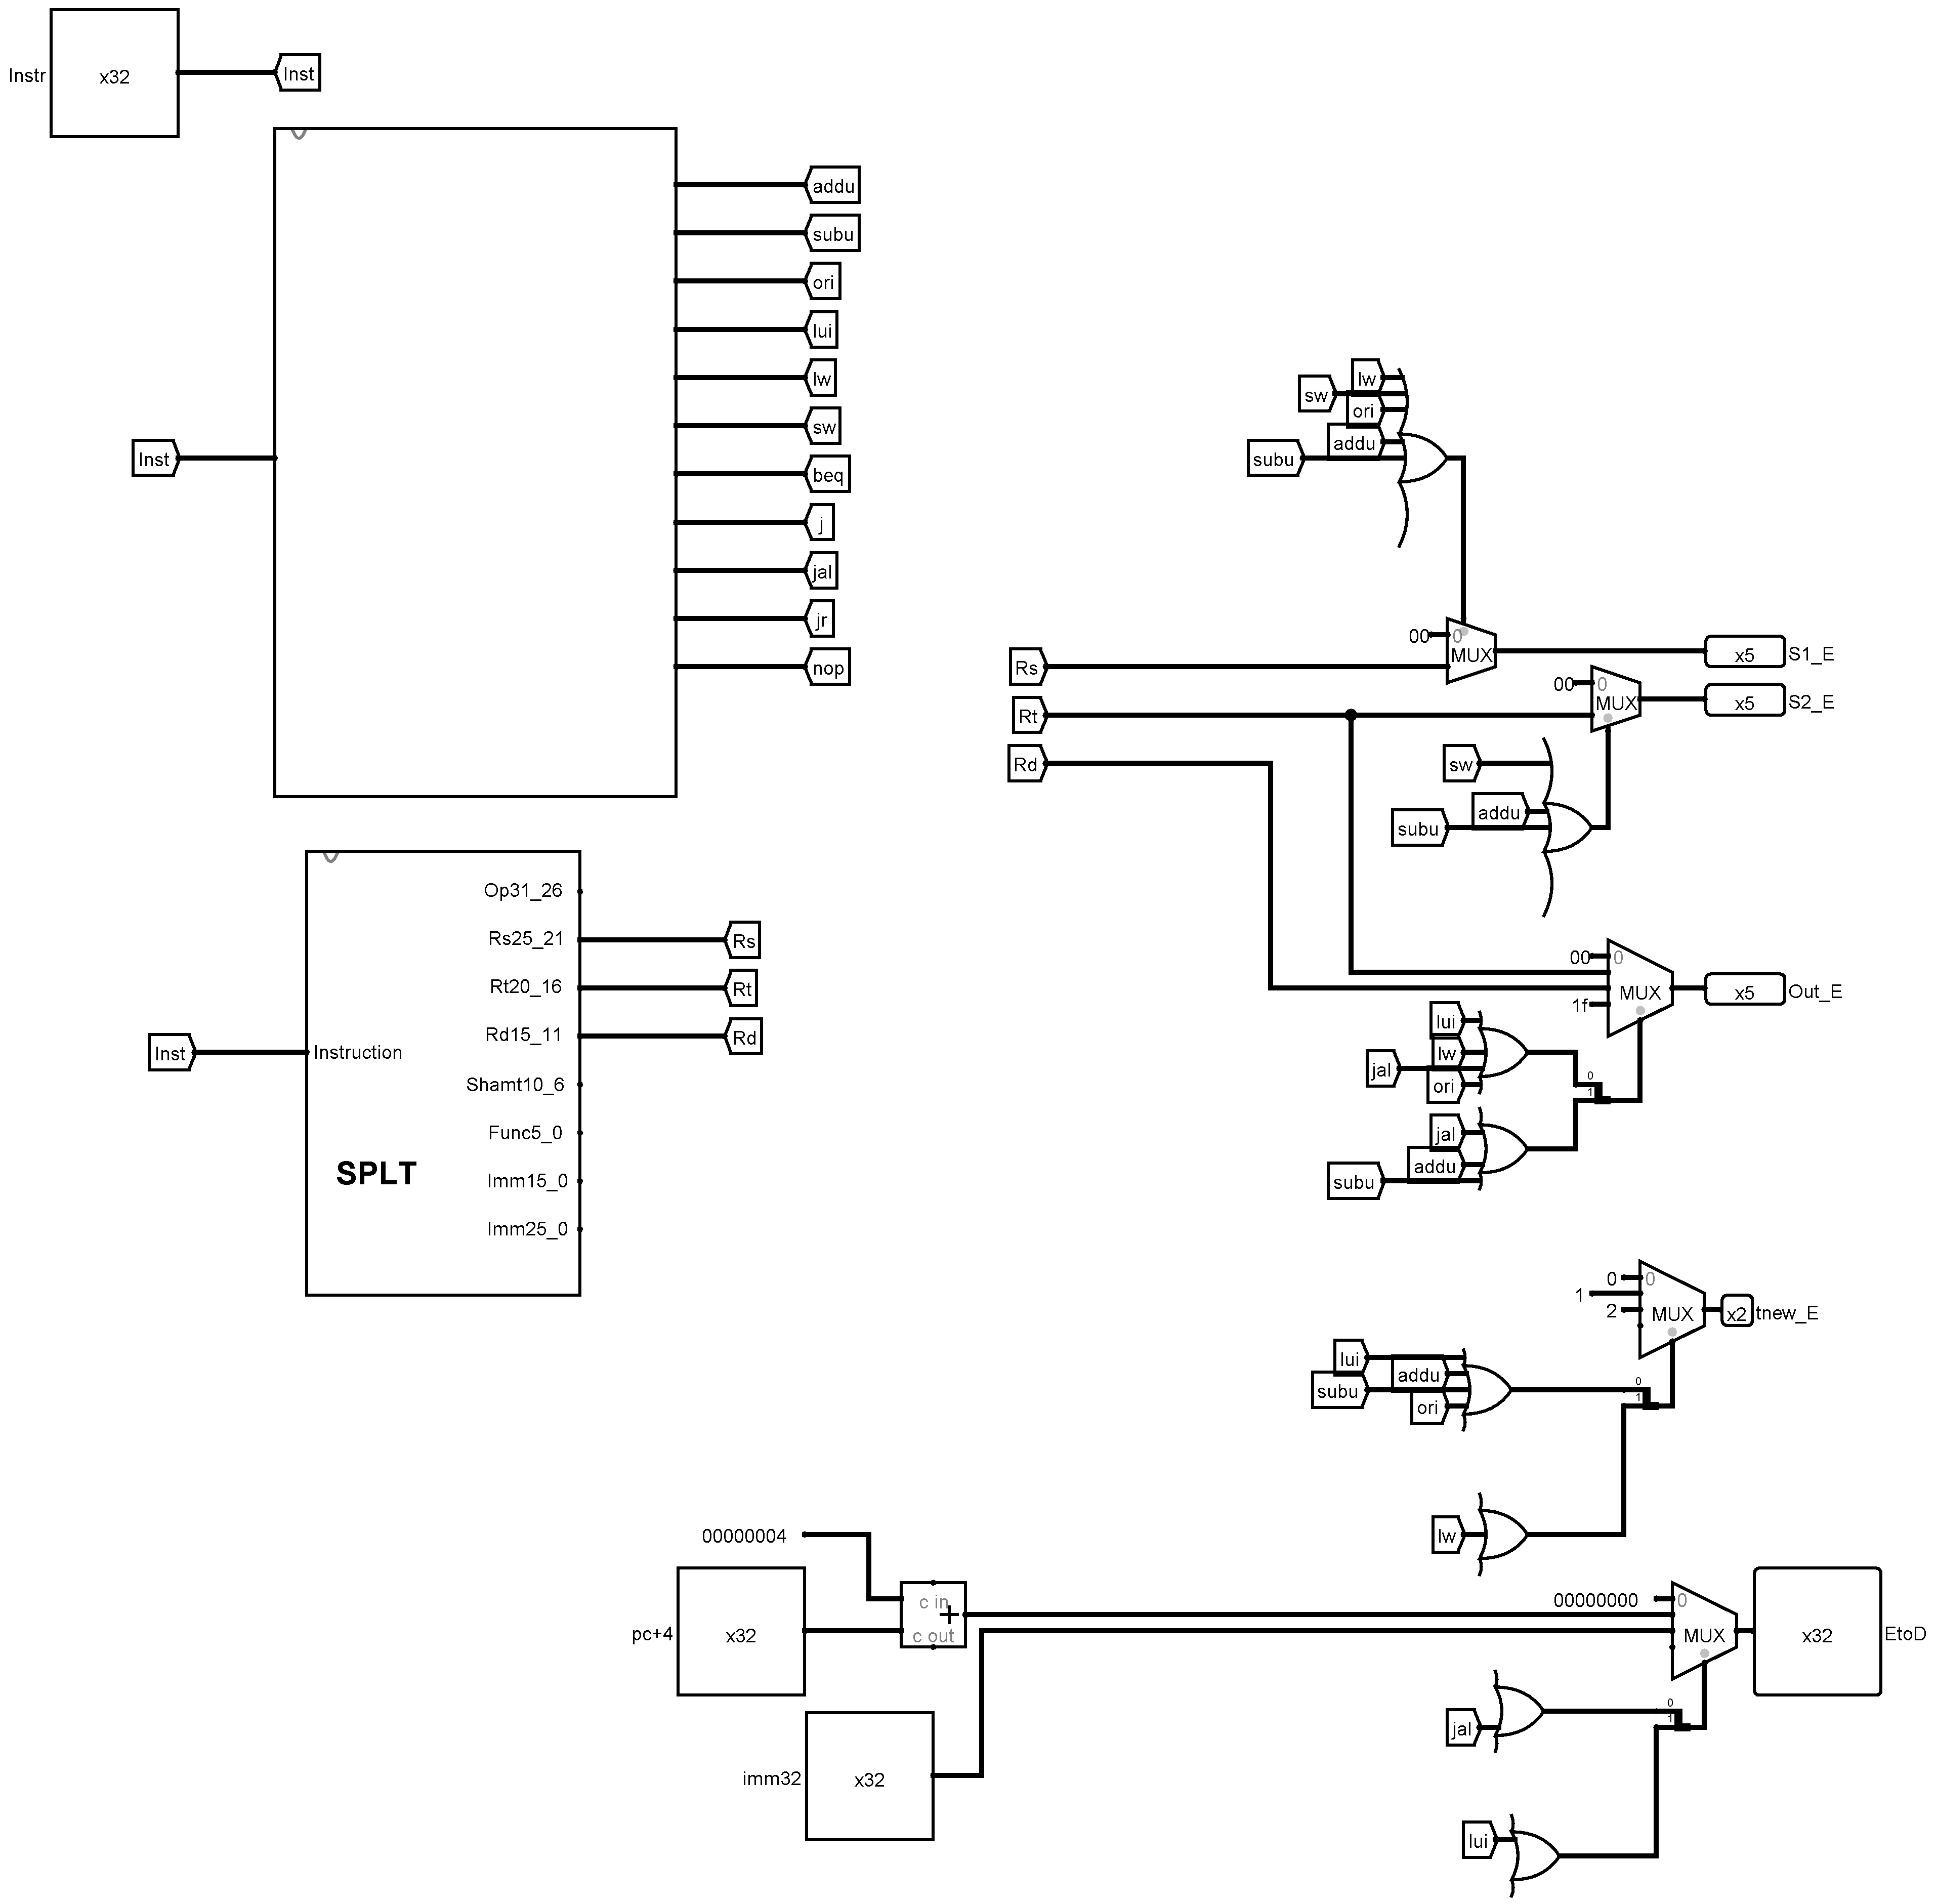 Instr
x32
Inst
addu
subu
ori
lui
lw
sw
beq
j
jal
jr
nop
Inst
Op31_26
Rs25_21
Rt20_16
Rd15_11
Shamt10_6
Func5_0
Imm15_0
Imm25_0
Instruction
SPLT
Inst
Rs
Rt
Rd
lw
sw
ori
addu
subu
00
0
MUX
Rs
x5
S1_E
00
0
MUX
Rt
x5
S2_E
Rd
sw
addu
subu
00
0
MUX
1f
x5
Out_E
lui
lw
jal
ori
0
1
jal
addu
subu
0
0
1
2
MUX
x2
tnew_E
lui
addu
subu
ori
0
1
lw
00000004
c in
c out
pc+4
x32
imm32
x32
00000000
0
MUX
x32
EtoD
jal
0
1
lui